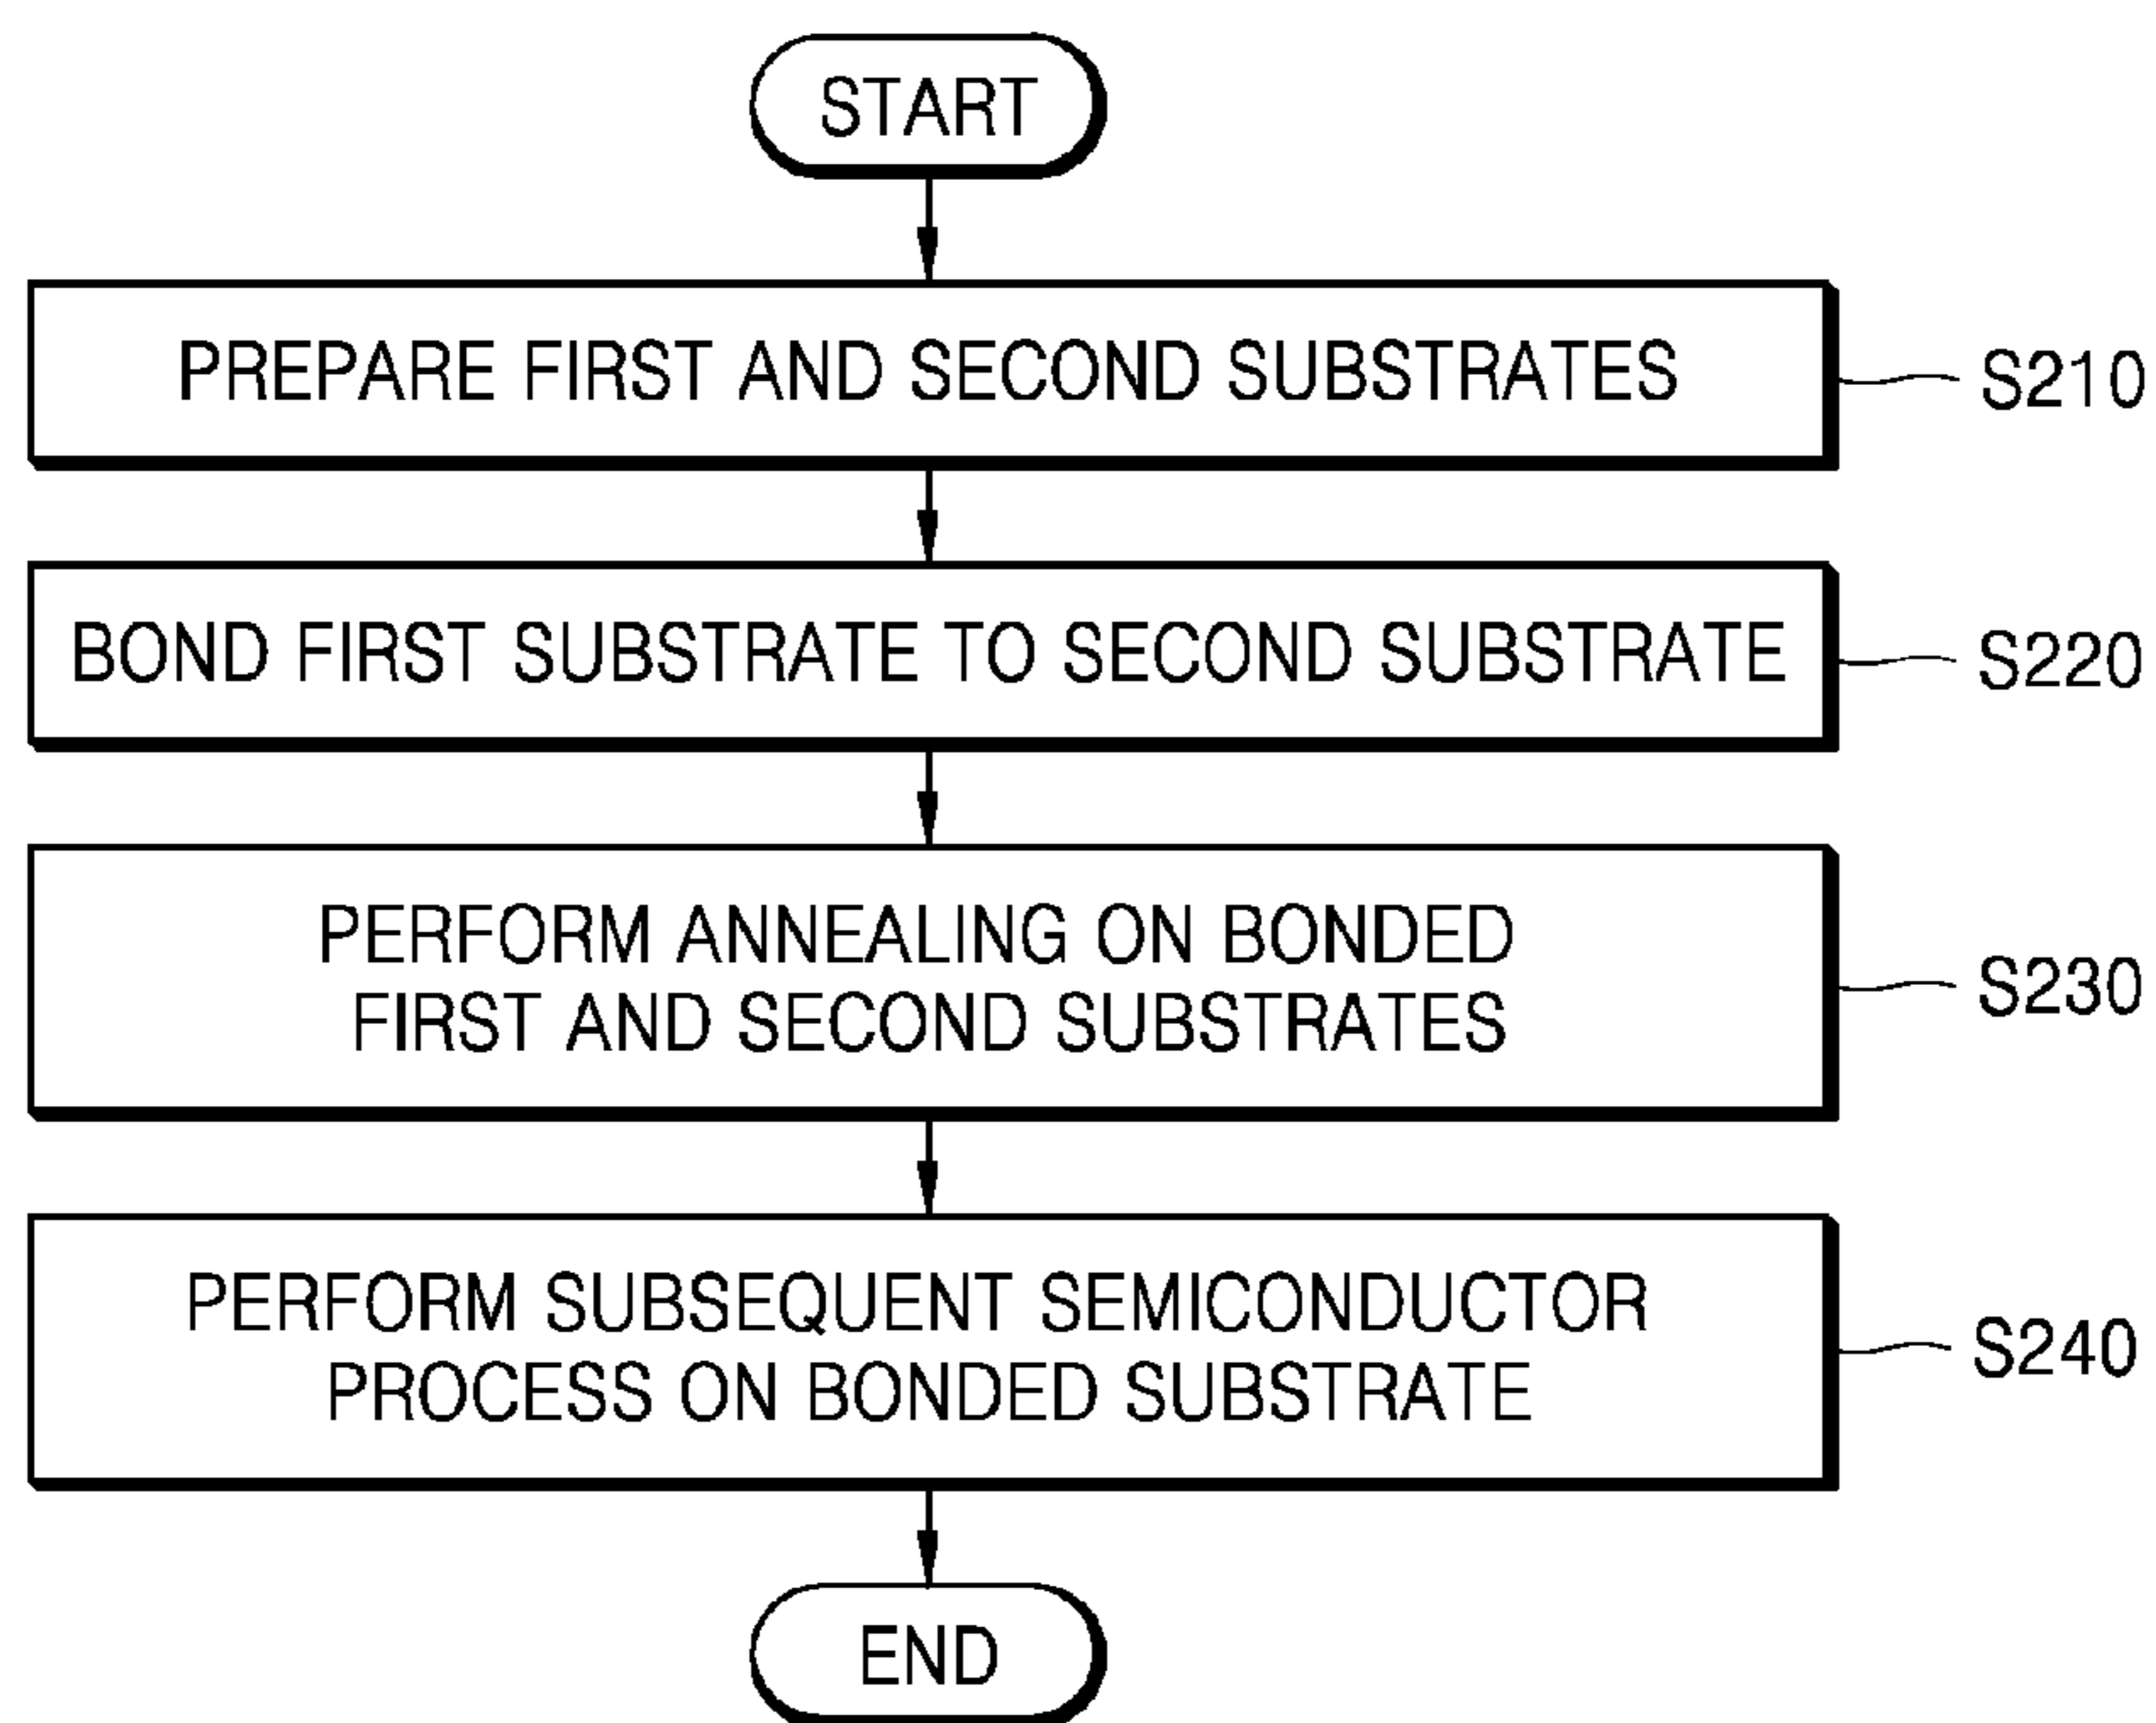 START
PREPARE FIRST AND SECOND SUBSTRATES
S210
BOND FIRST SUBSTRATE TO SECOND SUBSTRATE
S220
PERFORM ANNEALING ON BONDED
FIRST AND SECOND SUBSTRATES
S230
PERFORM SUBSEQUENT SEMICONDUCTOR
PROCESS ON BONDED SUBSTRATE
S240
END